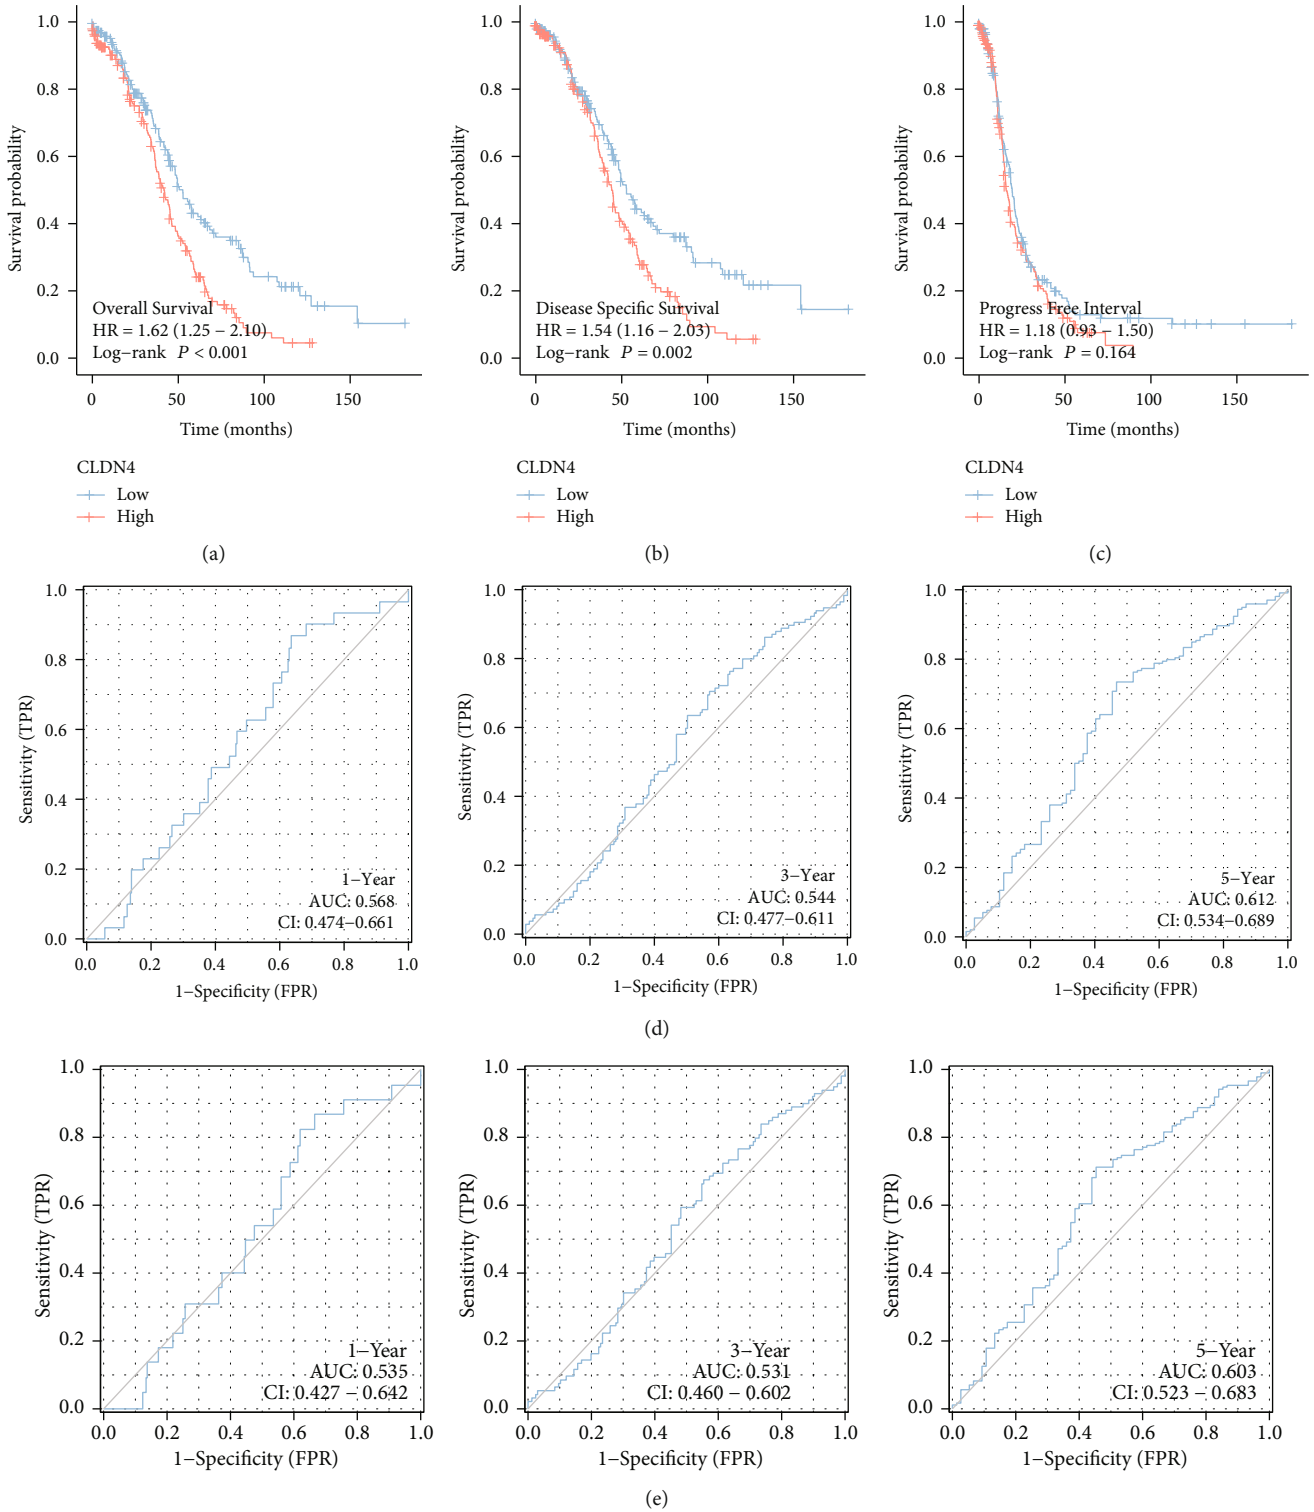 1.0
0.8
0.6
0.4
0.2
0.0
Survival probability
Overall Survival
HR = 1.62 (1.25 − 2.10)
Log−rank P < 0.001
0 50 100 150
Time (months)
CLDN4
Low
High
(a)
1.0
0.8
0.6
0.4
0.2
0.0
Survival probability
Disease Specific Survival
HR = 1.54 (1.16 − 2.03)
Log−rank P = 0.002
0 50 100 150
Time (months)
CLDN4
Low
High
(b)
1.0
0.8
0.6
0.4
0.2
0.0
Survival probability
Progress Free Interval
HR = 1.18 (0.93 − 1.50)
Log−rank P = 0.164
0 50 100 150
Time (months)
CLDN4
Low
High
(c)
1.0
0.8
0.6
0.4
0.2
0.0
Sensitivity (TPR)
1−Year
AUC: 0.568
CI: 0.474−0.661
0.0 0.2 0.4 0.6 0.8 1.0
1−Specificity (FPR)
1.0
0.8
0.6
0.4
0.2
0.0
Sensitivity (TPR)
3−Year
AUC: 0.544
CI: 0.477−0.611
0.0 0.2 0.4 0.6 0.8 1.0
1−Specificity (FPR)
1.0
0.8
0.6
0.4
0.2
0.0
Sensitivity (TPR)
5−Year
AUC: 0.612
CI: 0.534−0.689
0.0 0.2 0.4 0.6 0.8 1.0
1−Specificity (FPR)
(d)
1.0
0.8
0.6
0.4
0.2
0.0
Sensitivity (TPR)
1−Year
AUC: 0.535
CI: 0.427 − 0.642
0.0 0.2 0.4 0.6 0.8 1.0
1−Specificity (FPR)
1.0
0.8
0.6
0.4
0.2
0.0
Sensitivity (TPR)
3−Year
AUC: 0.531
CI: 0.460 − 0.602
0.0 0.2 0.4 0.6 0.8 1.0
1−Specificity (FPR)
1.0
0.8
0.6
0.4
0.2
0.0
Sensitivity (TPR)
5−Year
AUC: 0.603
CI: 0.523 − 0.683
0.0 0.2 0.4 0.6 0.8 1.0
1−Specificity (FPR)
(e)